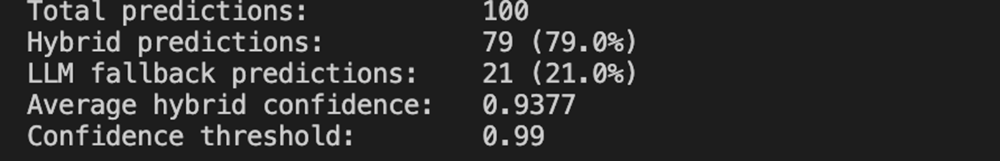 Total predictions: 100
Hybrid predictions: 79 (79.0%)
LLM fallback predictions: 21 (21.0%)
Average hybrid confidence: 0.9377
Confidence threshold: 0.99